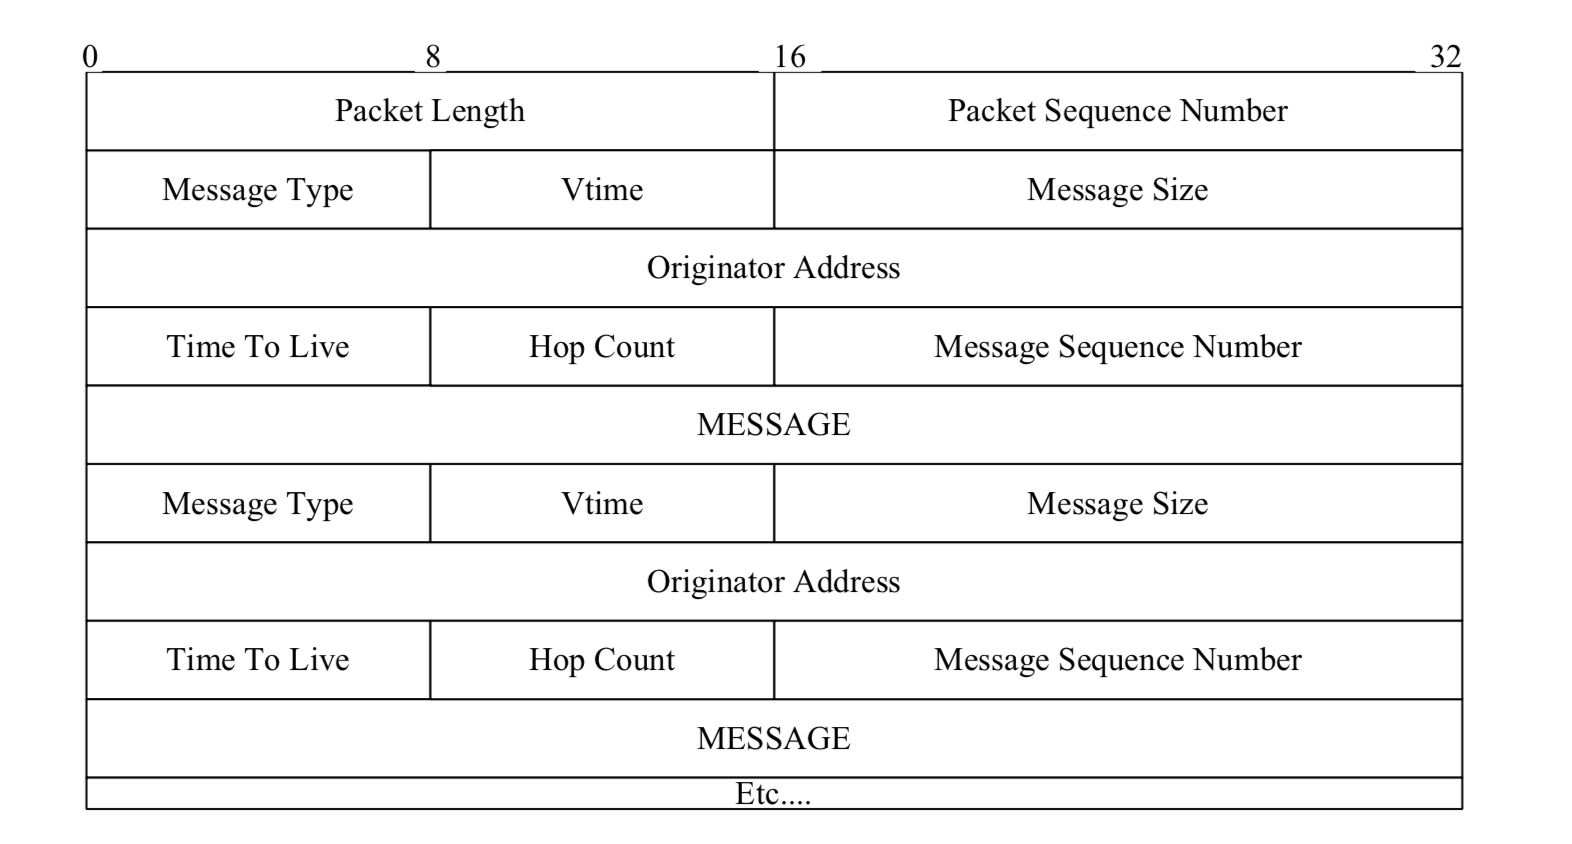 0 8 16 32
Packet Length Packet Sequence Number
Message Type Vtime Message Size
Originator Address
Time To Live Hop Count Message Sequence Number
MESSAGE
Message Type Vtime Message Size
Originator Address
Time To Live Hop Count Message Sequence Number
MESSAGE
Etc....